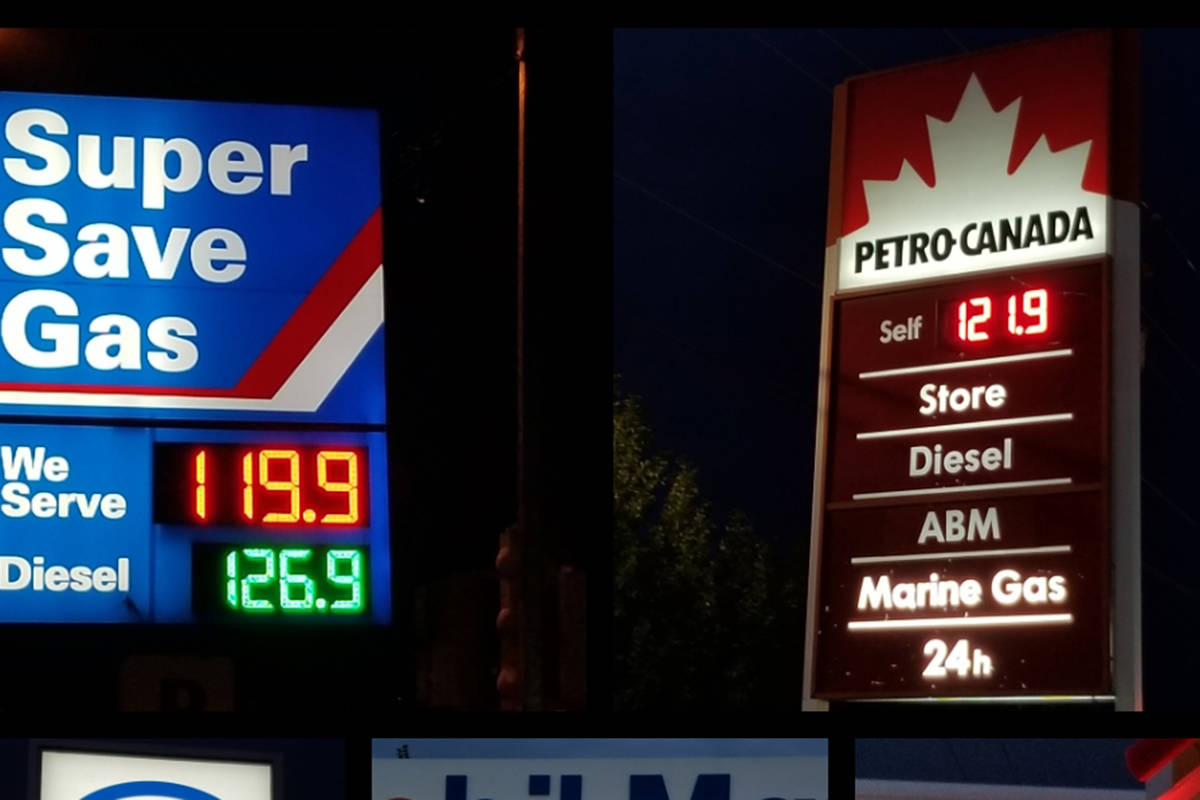 Super
Save
Gas
We
Serve
119.9
Diesel
126.9
PETRO-CANADA
Self 121.9
Store
Diesel
ABM
Marine Gas
24h